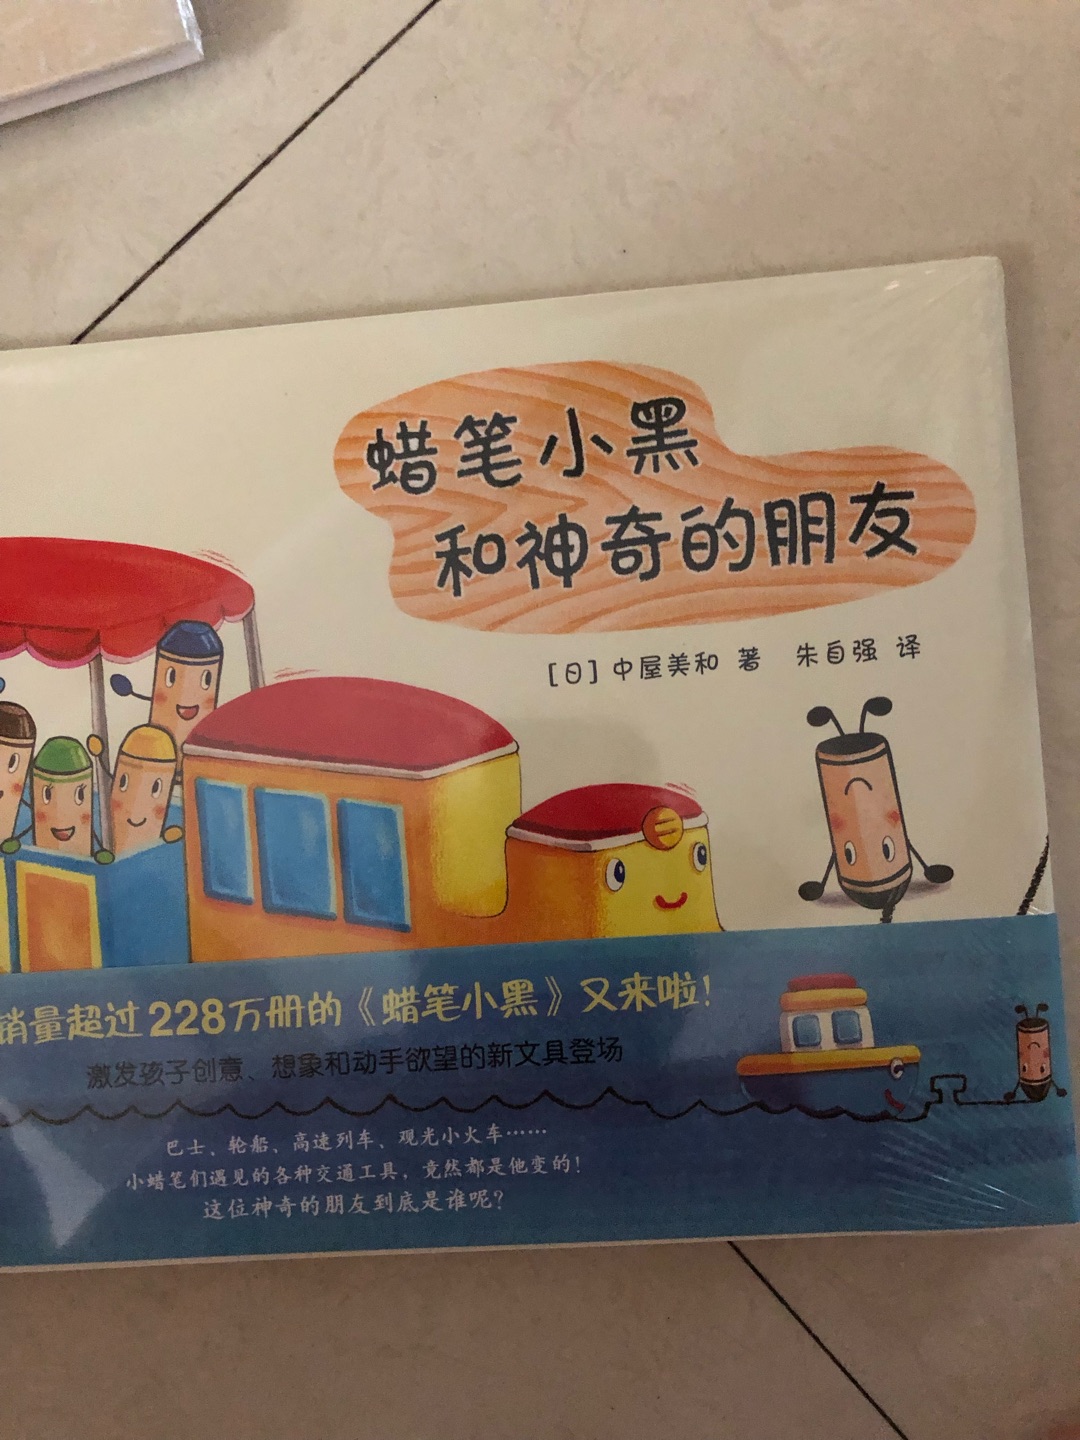 蜡笔小黑
和神奇的朋友
[日]中屋美和 著 朱自强 译
销量超过228万册的《蜡笔小黑》又来啦!
激发孩子创意、想象和动手欲望的新文具登场
巴士、轮船、高速列车、观光小火车……
小蜡笔们遇见的各种交通工具，竟然都是他变的!
这位神奇的朋友到底是谁呢?